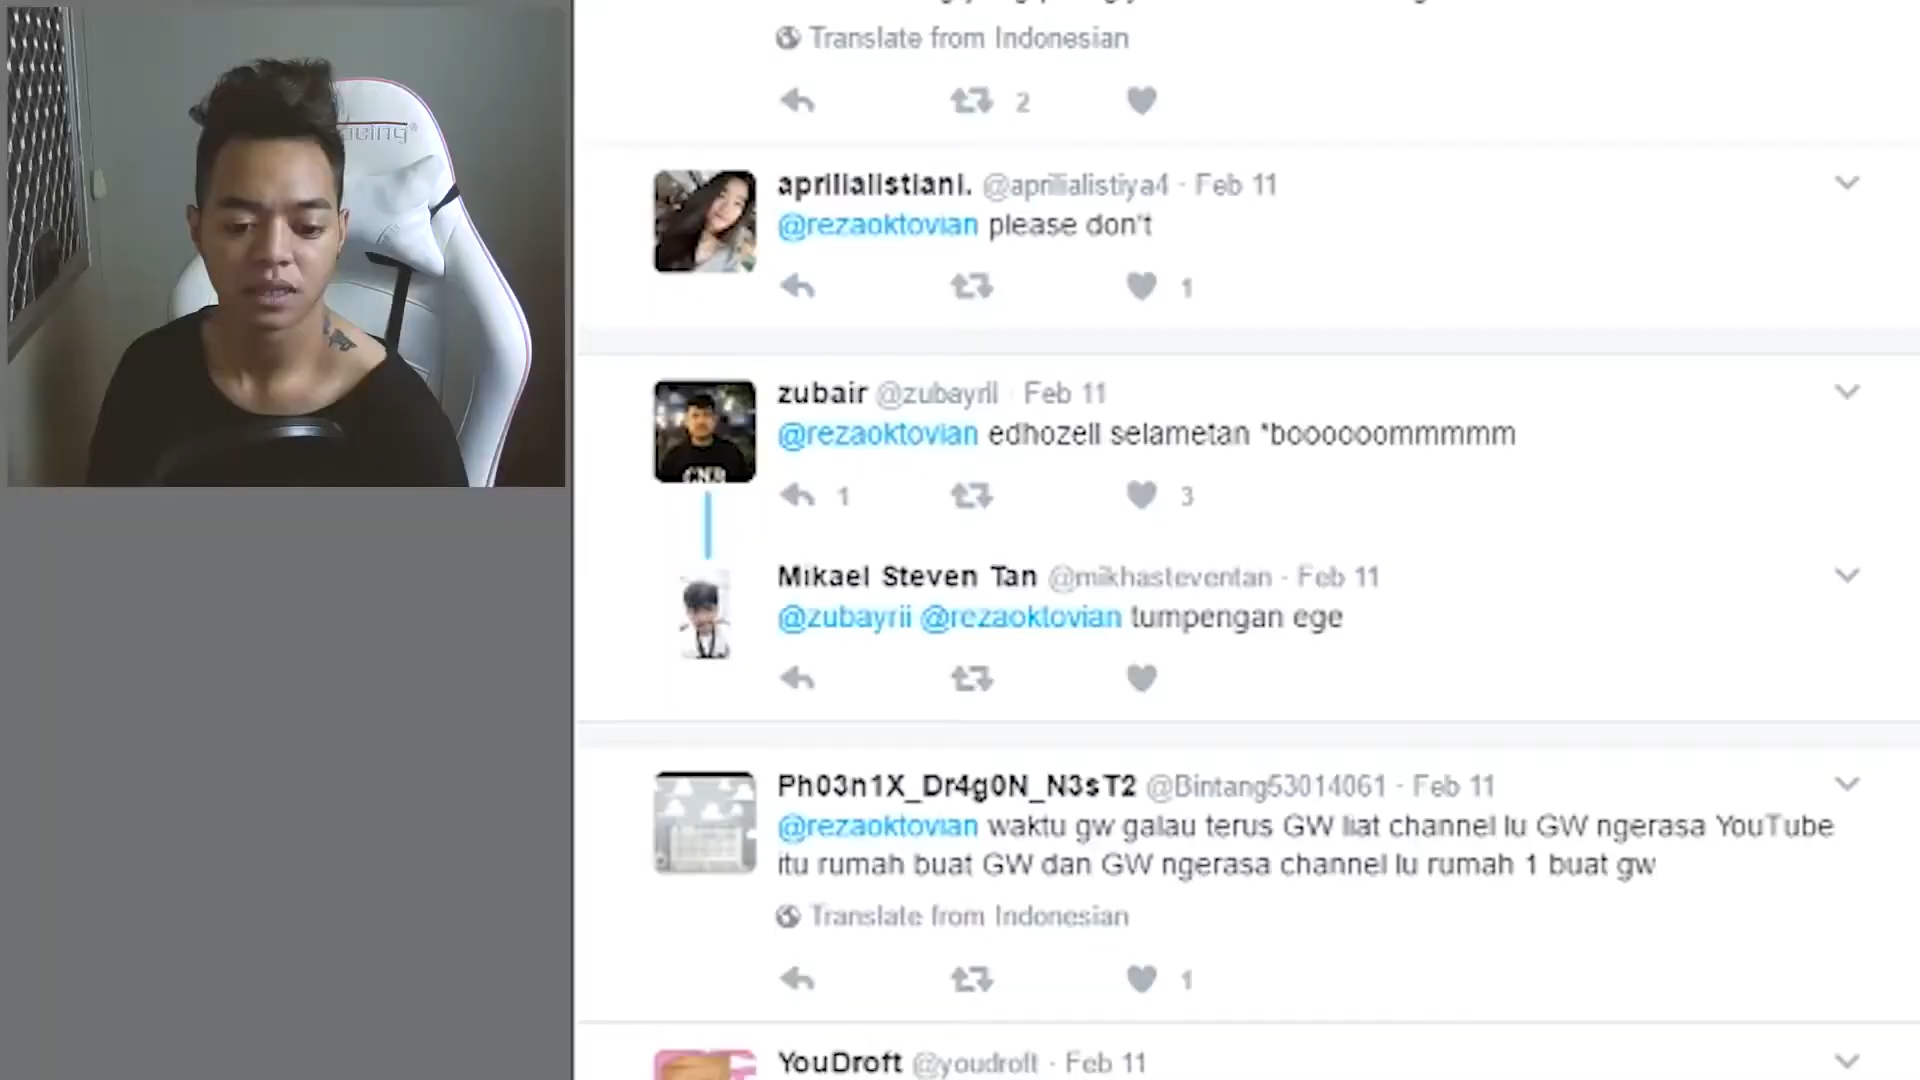 Translate from Indonesian
2
acing®
aprilialistiani. @aprilialistiya4 · Feb 11
@rezaoktovian please don't
1
zubair @zubayrii · Feb 11
@rezaoktovian edhozell selametan *boooooommmmm
1 3
CNB
Mikael Steven Tan @mikhasteventan · Feb 11
@zubayrii @rezaoktovian tumpengan ege
Ph03n1X_Dr4g0N_N3sT2 @Bintang53014061 · Feb 11
@rezaoktovian waktu gw galau terus GW liat channel lu GW ngerasa YouTube
itu rumah buat GW dan GW ngerasa channel lu rumah 1 buat gw
Translate from Indonesian
1
YouDroft @youdroft · Feb 11